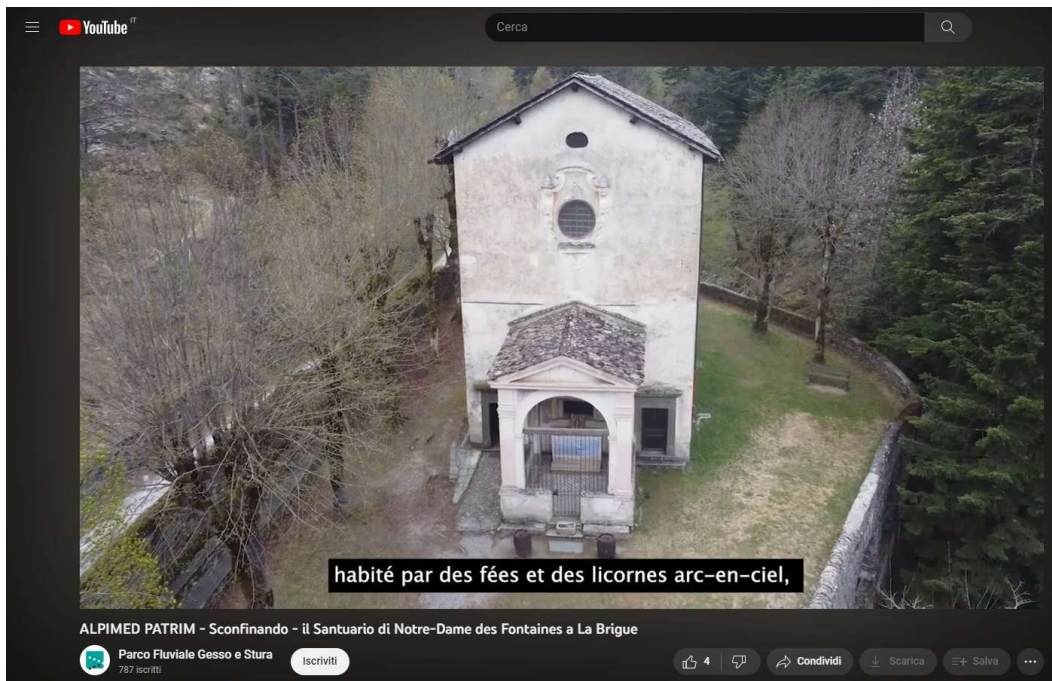 YouTube IT
Cerca
habité par des fées et des licornes arc-en-ciel,
ALPIMED PATRIM - Sconfinando - il Santuario di Notre-Dame des Fontaines a La Brigue
Parco Fluviale Gesso e Stura
787 iscritti
Iscriviti
4
Condividi
Scarica
Salva